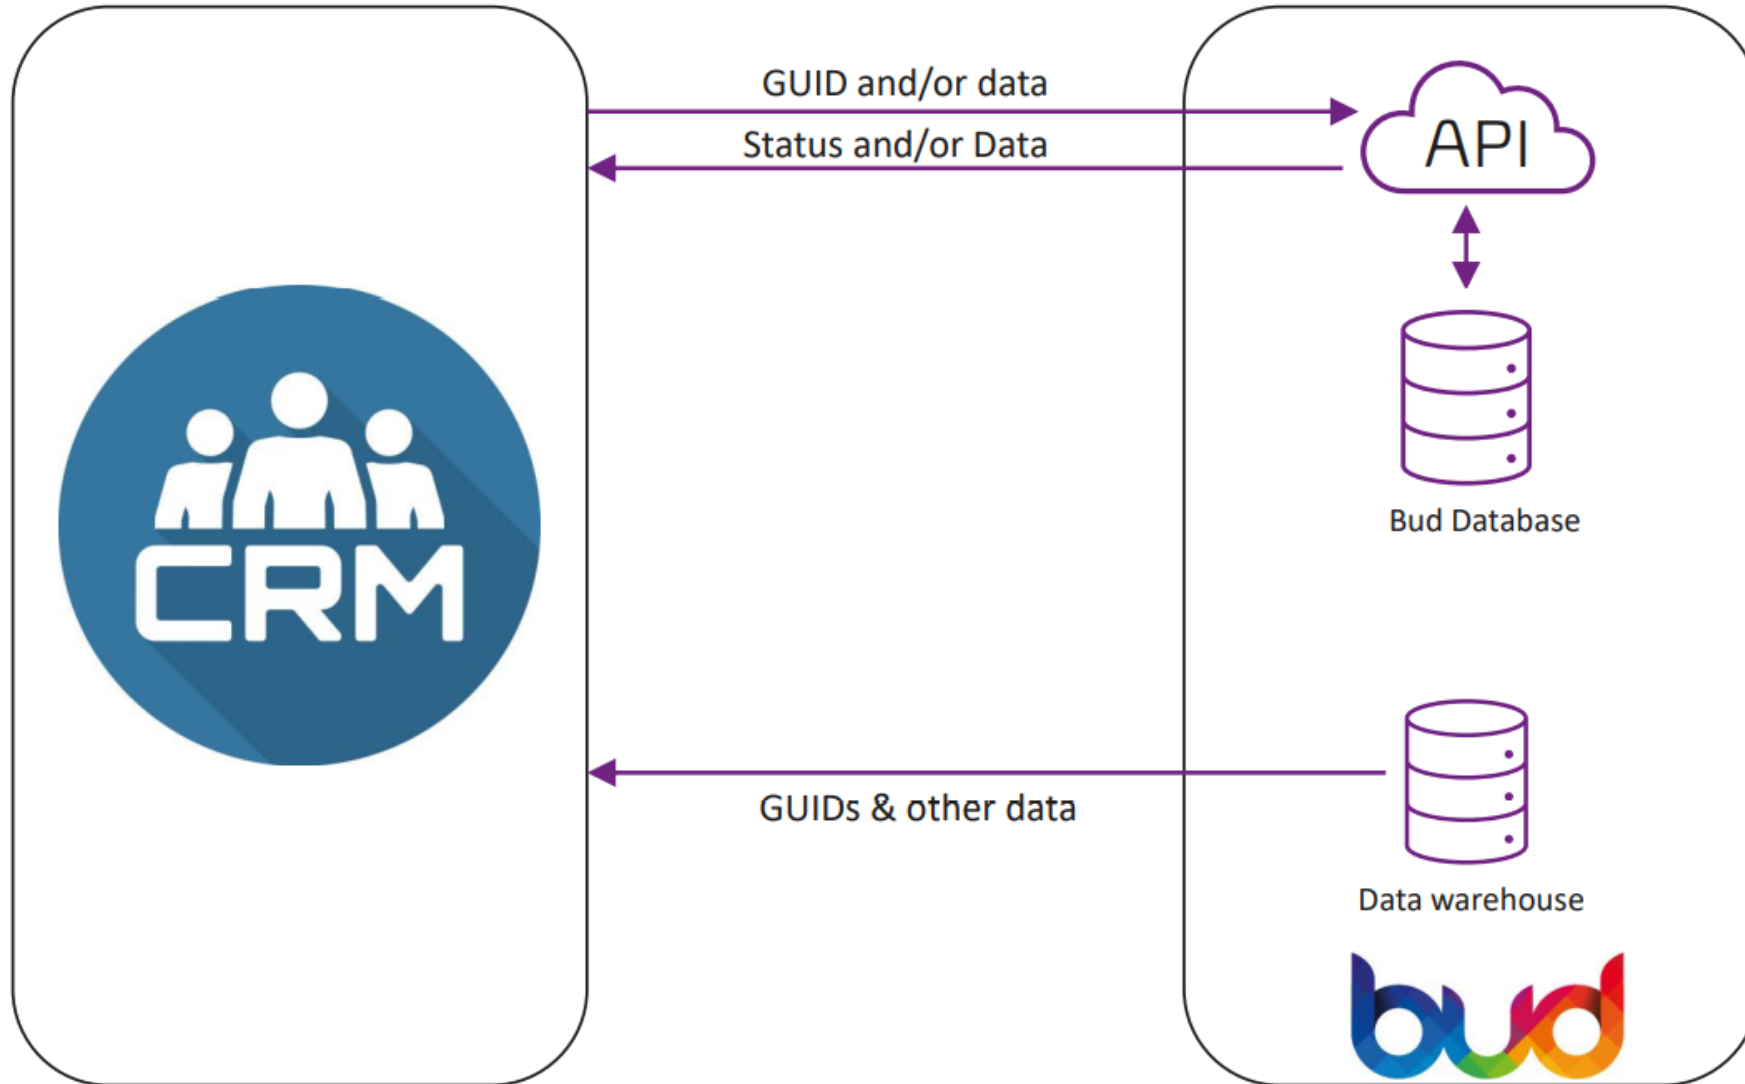 GUID and/or data
Status and/or Data
API
Bud Database
CRM
GUIDs & other data
Data warehouse
bud